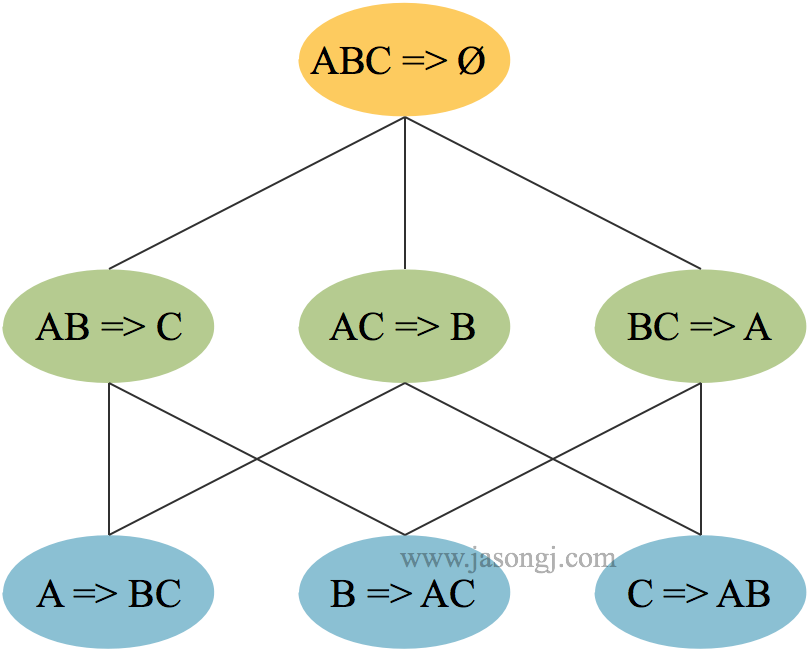 ABC => Ø
AB => C
AC => B
BC => A
www.jasongj.com
A => BC
B => AC
C => AB